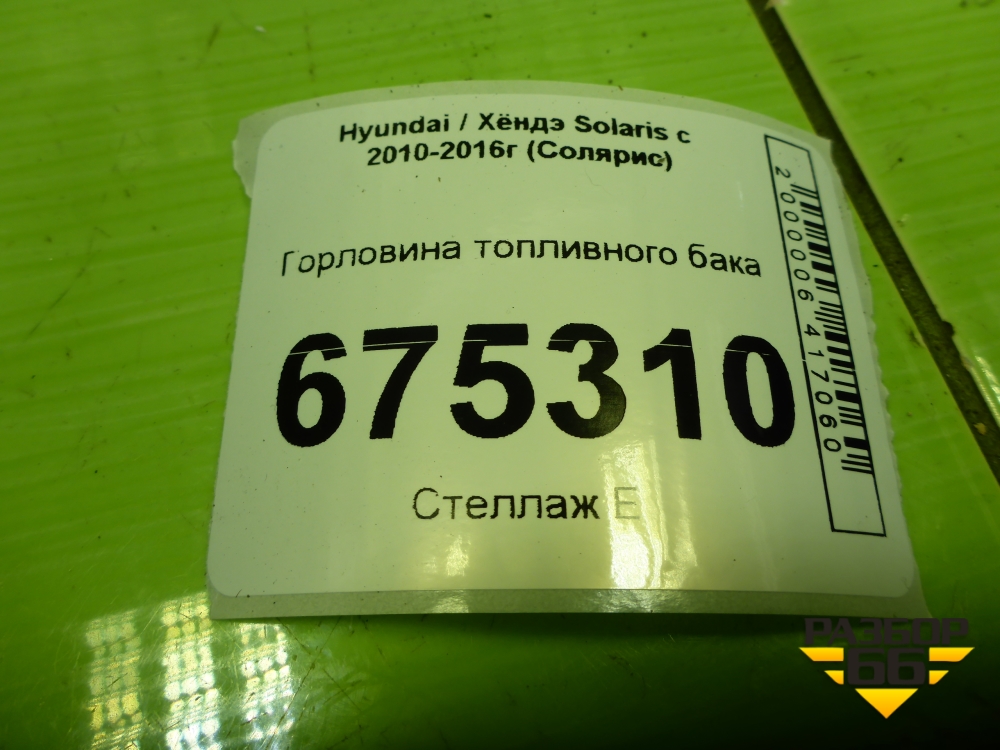 Hyundai / Хёндэ Solaris с
2010-2016г (Солярис)
Горловина топливного бака
675310
Стеллаж Е
2000006417060
РАЗБОР
66